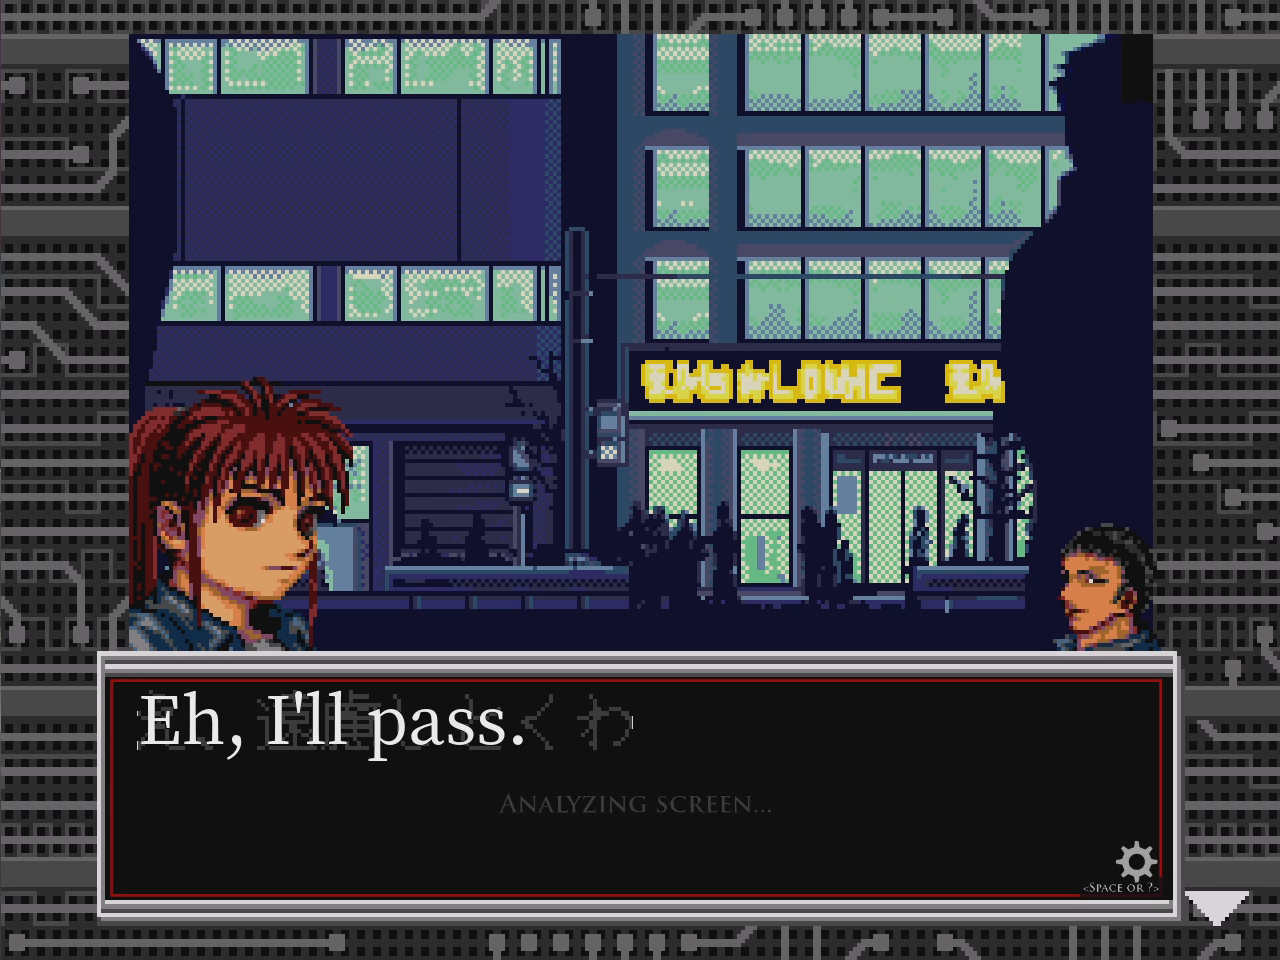 Eh, I'll pass.
Analyzing screen...
<Space or ?>